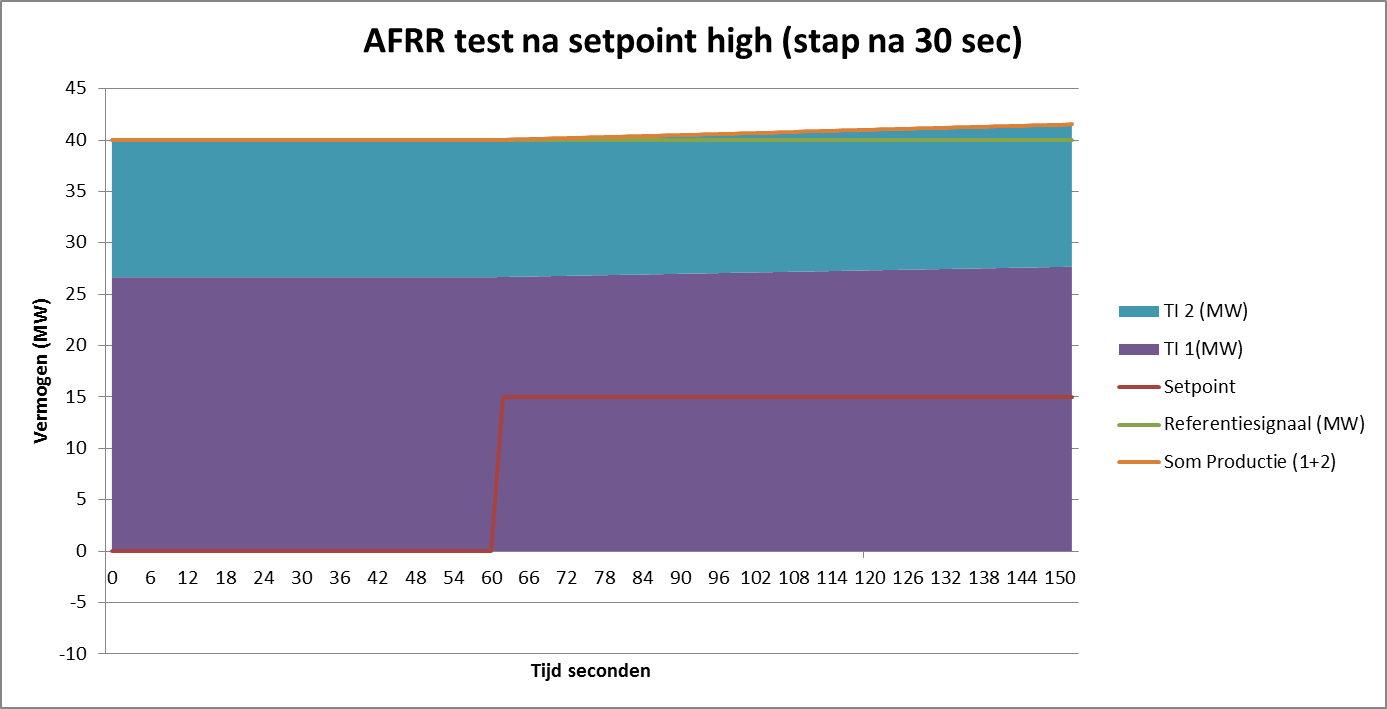 AFRR test na setpoint high (stap na 30 sec)
45
40
35
30
25
20
15
10
5
0
-5
-10
Vermogen (MW)
0 6 12 18 24 30 36 42 48 54 60 66 72 78 84 90 96 102 108 114 120 126 132 138 144 150
Tijd seconden
TI 2 (MW)
TI 1(MW)
Setpoint
Referentiesignaal (MW)
Som Productie (1+2)